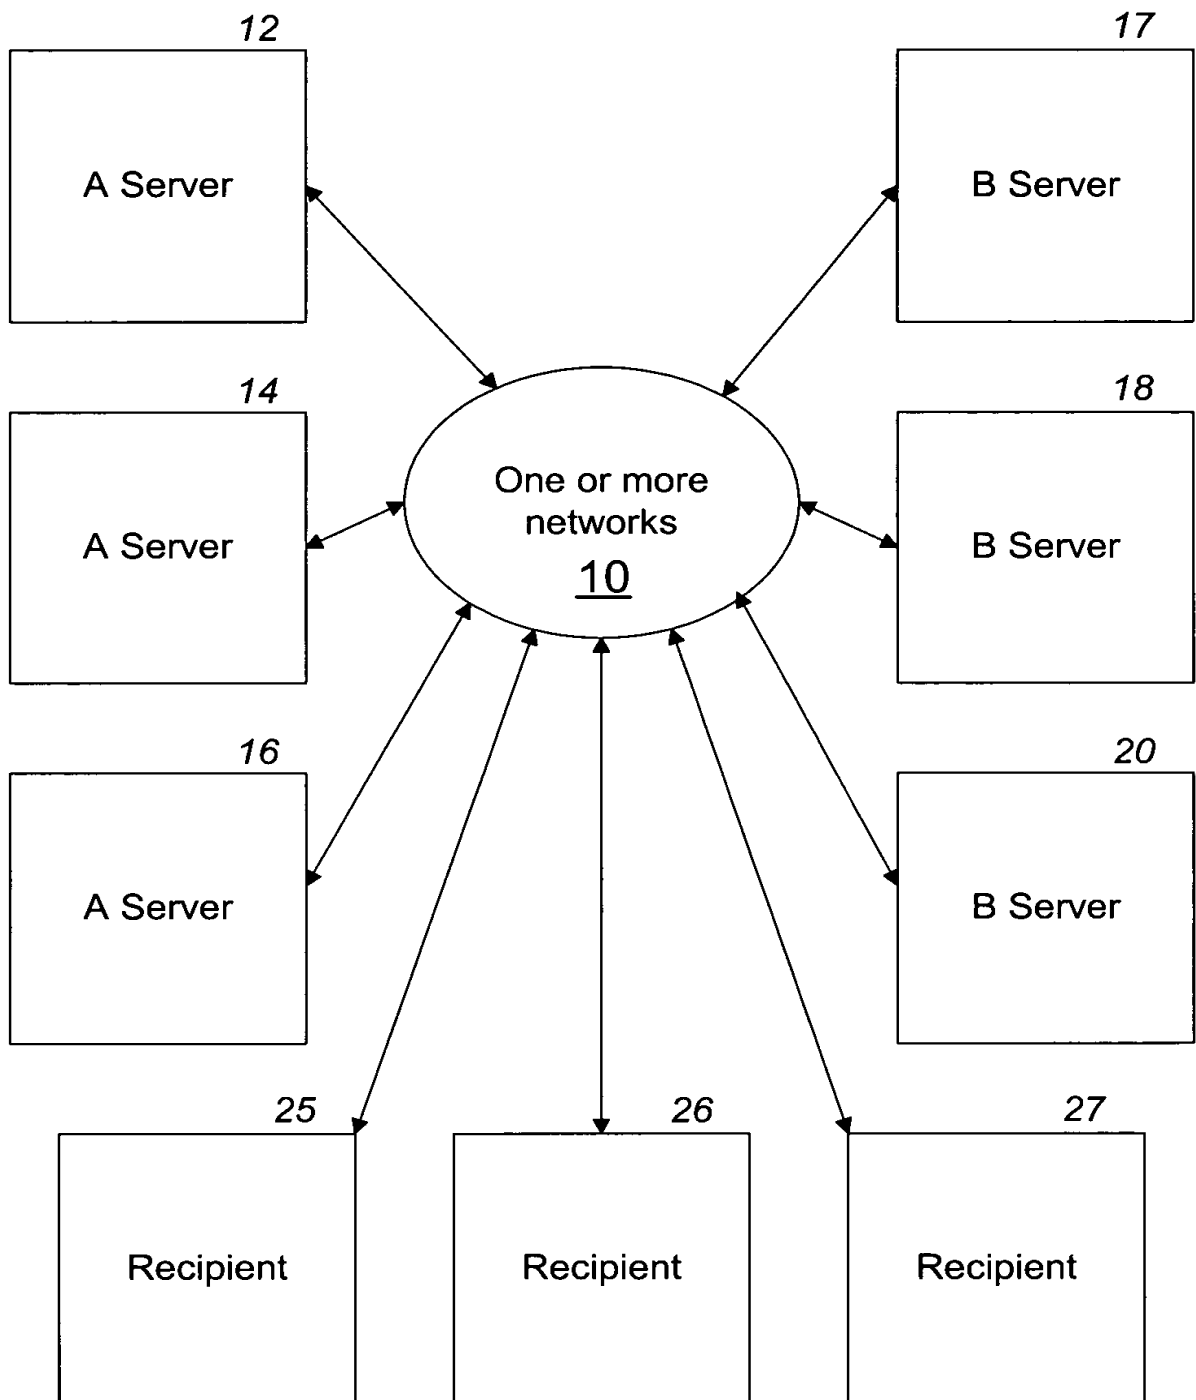 12
17
A Server
B Server
14
18
One or more
networks
10
A Server
B Server
16
20
A Server
B Server
25
26
27
Recipient
Recipient
Recipient